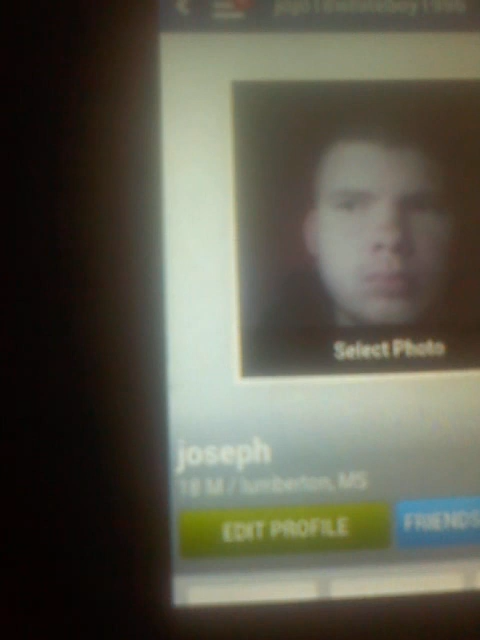 Select Photo
joseph
18 M / lumberton, MS
EDIT PROFILE
FRIENDS